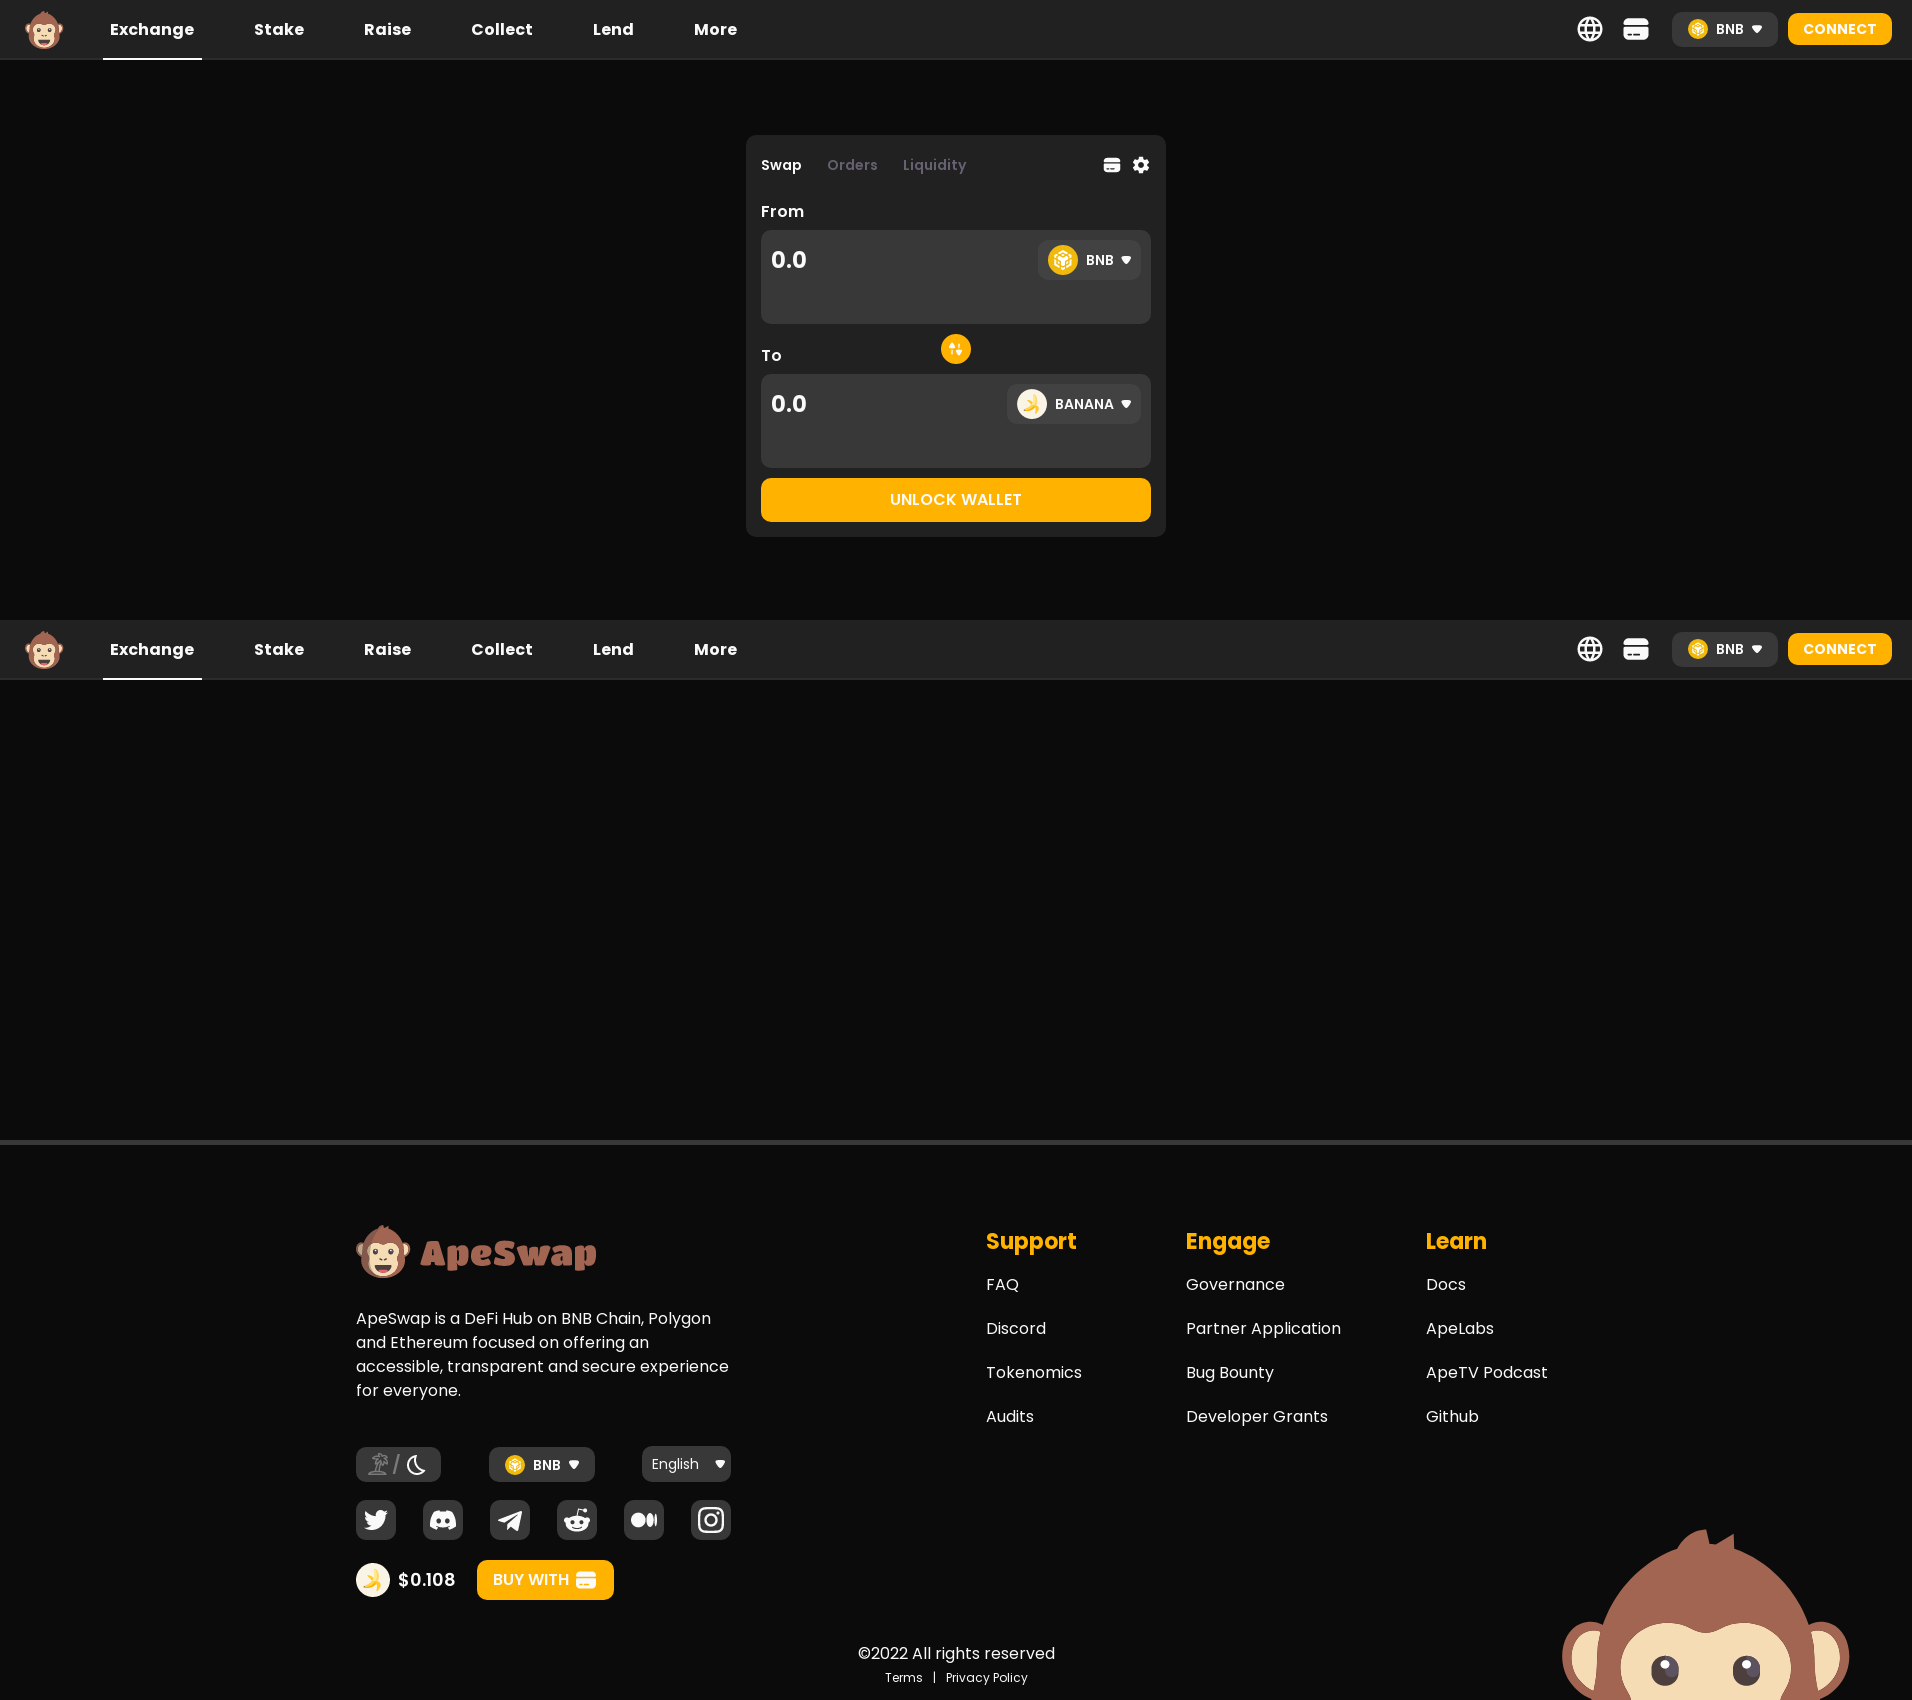 Exchange Stake Raise Collect Lend More BNB CONNECT
Swap Orders Liquidity
From
0.0 BNB
To
0.0 BANANA
UNLOCK WALLET
Exchange Stake Raise Collect Lend More BNB CONNECT
ApeSwap
ApeSwap is a DeFi Hub on BNB Chain, Polygon
and Ethereum focused on offering an
accessible, transparent and secure experience
for everyone.
/ BNB English
$0.108 BUY WITH
Support
FAQ
Discord
Tokenomics
Audits
Engage
Governance
Partner Application
Bug Bounty
Developer Grants
Learn
Docs
ApeLabs
ApeTV Podcast
Github
©2022 All rights reserved
Terms | Privacy Policy